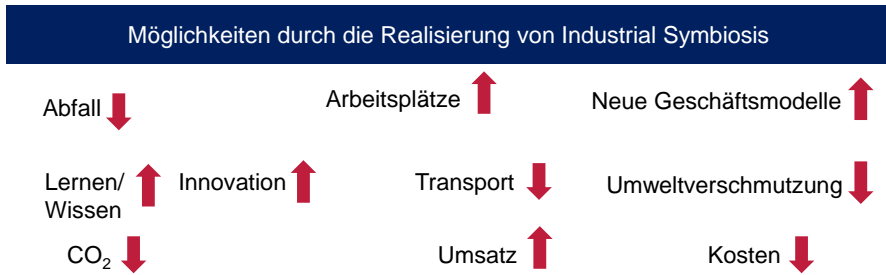 Möglichkeiten durch die Realisierung von Industrial Symbiosis
Abfall
Arbeitsplätze
Neue Geschäftsmodelle
Lernen/
Wissen
Innovation
Transport
Umweltverschmutzung
CO₂
Umsatz
Kosten